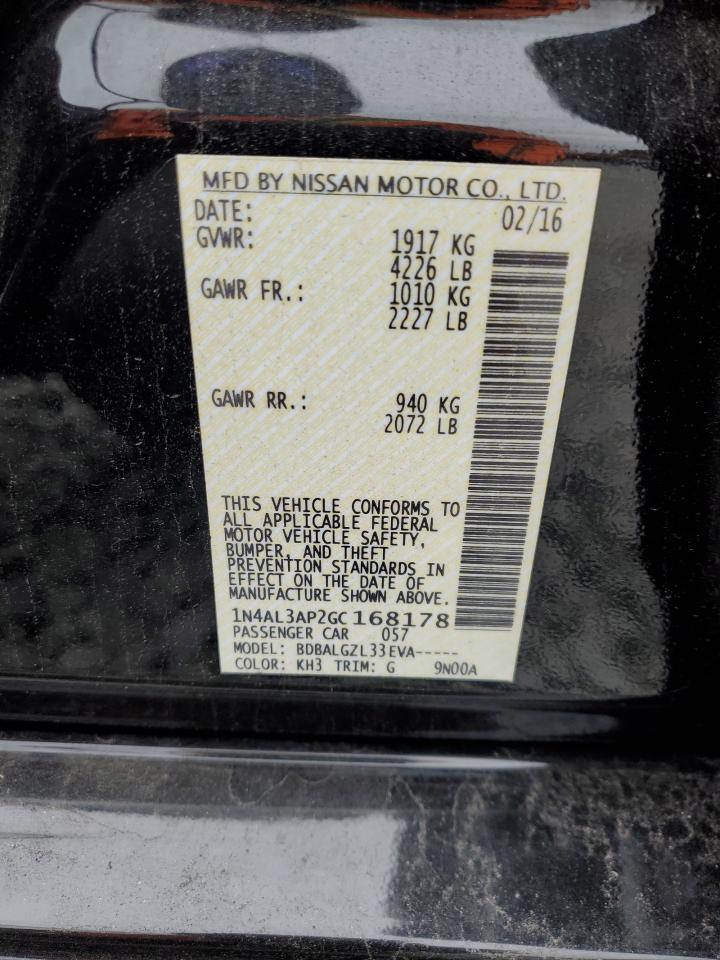 MFD BY NISSAN MOTOR CO., LTD.
DATE: 02/16
GVWR: 1917 KG
4226 LB
GAWR FR.: 1010 KG
2227 LB
GAWR RR.: 940 KG
2072 LB
THIS VEHICLE CONFORMS TO
ALL APPLICABLE FEDERAL
MOTOR VEHICLE SAFETY,
BUMPER, AND THEFT
PREVENTION STANDARDS IN
EFFECT ON THE DATE OF
MANUFACTURE SHOWN ABOVE.
1N4AL3AP2GC168178
PASSENGER CAR 057
MODEL: BDBALGZL33EVA-----
COLOR: KH3 TRIM: G 9N00A